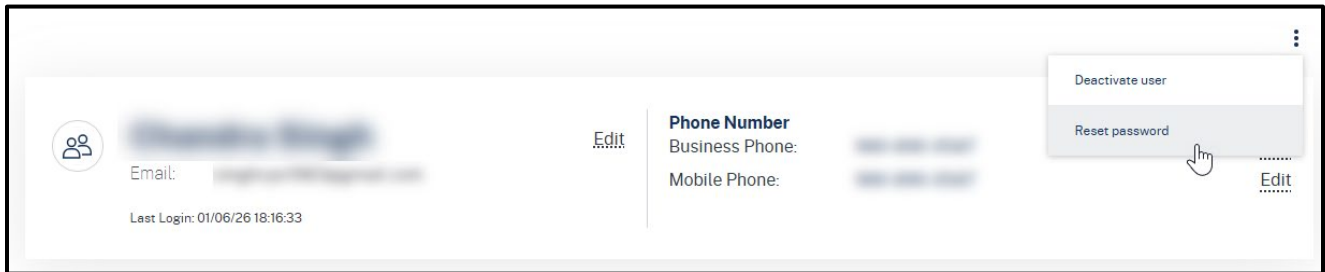 Deactivate user
Reset password
Edit
Phone Number
Business Phone:
Mobile Phone:
Edit
Email:
Last Login: 01/06/26 18:16:33